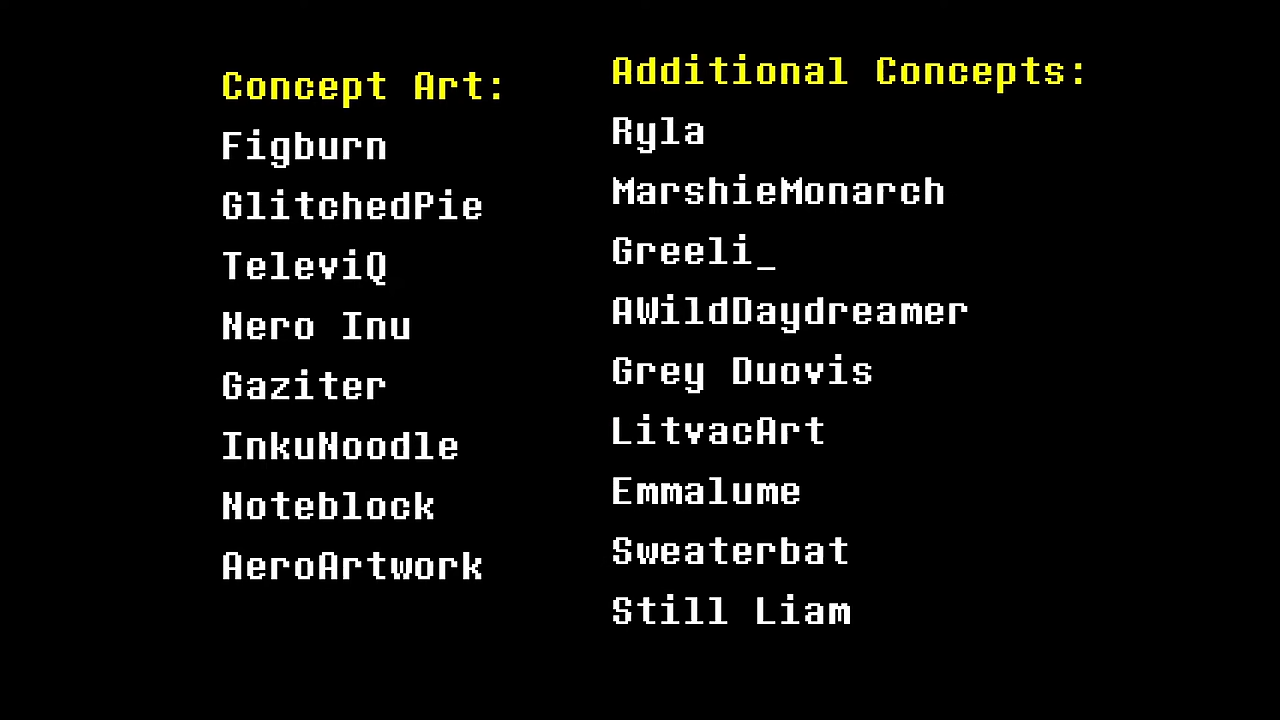 Concept Art:
Figburn
GlitchedPie
TeleviQ
Nero Inu
Gaziter
InkuNoodle
Noteblock
AeroArtwork
Additional Concepts:
Ryla
MarshieMonarch
Greeli_
AWildDaydreamer
Grey Duovis
LitvacArt
Emmalume
Sweaterbat
Still Liam